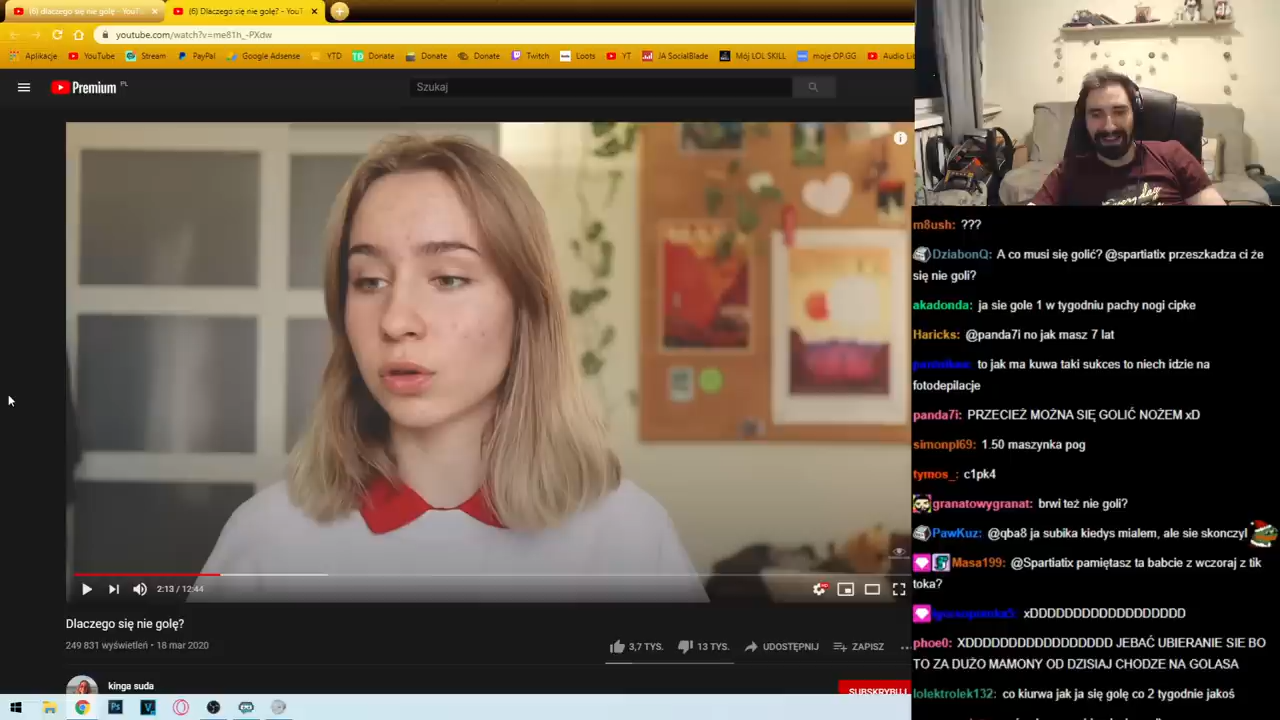 (6) dlaczego się nie golę - YouT
(6) Dlaczego się nie golę? - YouT
youtube.com/watch?v=me81h_-PXdw
Aplikacje YouTube Stream PayPal Google Adsense YTD Donate Donate Donate Twitch Loots YT JA SocialBlade Mój LOL SKILL moje OP.GG Audio Li
Premium PL
Szukaj
2:13 / 12:44
Dlaczego się nie golę?
249 831 wyświetleń • 18 mar 2020
3,7 TYS. 13 TYS. UDOSTĘPNIJ ZAPISZ
kinga suda
SUBSKRYBUJ
m8ush: ???
DziabonQ: A co musi się golić? @spartiatix przeszkadza ci że
się nie goli?
akadonda: ja sie gole 1 w tygodniu pachy nogi cipke
Haricks: @panda7i no jak masz 7 lat
to jak ma kuwa taki sukces to niech idzie na
fotodepilacje
panda7i: PRZECIEŻ MOŻNA SIĘ GOLIĆ NOŻEM xD
simonpl69: 1.50 maszynka pog
tymos_: c1pk4
granatowygranat: brwi też nie goli?
PawKuz: @qba8 ja subika kiedys mialem, ale sie skonczyl
Masa199: @Spartiatix pamiętasz ta babcie z wczoraj z tik
toka?
xDDDDDDDDDDDDDDDDDD
phoe0: XDDDDDDDDDDDDDDDDD JEBAĆ UBIERANIE SIE BO
TO ZA DUŻO MAMONY OD DZISIAJ CHODZE NA GOLASA
lolektrolek132: co kiurwa jak ja się golę co 2 tygodnie jakoś